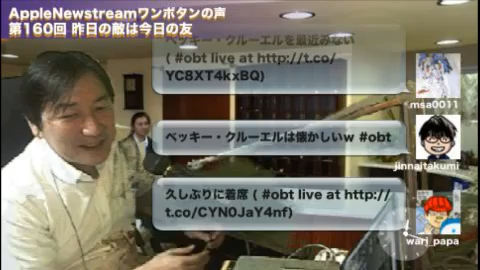 AppleNewstreamワンボタンの声
第160回 昨日の敵は今日の友
ベッキー・クルーエルを最近みない
( #obt live at http://t.co/
YC8XT4kxBQ)
msa0011
ベッキー・クルーエルは懐かしいw #obt
jinnaitakumi
久しぶりに着席 ( #obt live at http://
t.co/CYN0JaY4nf)
wari_papa